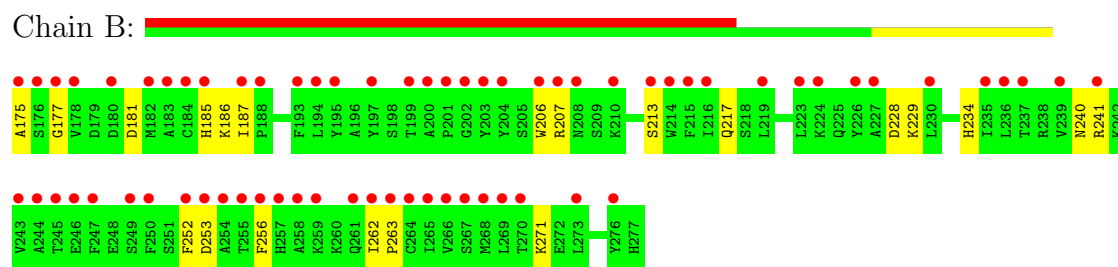 Chain B:
A175 S176 G177 V178 D179 D180 D181 M182 A183 C184 H185 K186 I187 P188 F193 L194 Y195 A196 Y197 S198 T199 A200 P201 G202 Y203 Y204 S205 W206 R207 N208 S209 K210 S213 W214 F215 I216 Q217 S218 L219 L223 K224 Q225 Y226 A227 D228 K229 L230 H234 I235 L236 T237 R238 V239 N240 R241 K242
V243 A244 T245 E246 F247 E248 S249 F250 S251 F252 D253 A254 T255 F256 H257 A258 K259 K260 Q261 I262 P263 C264 I265 V266 S267 M268 L269 T270 K271 E272 L273 Y276 H277